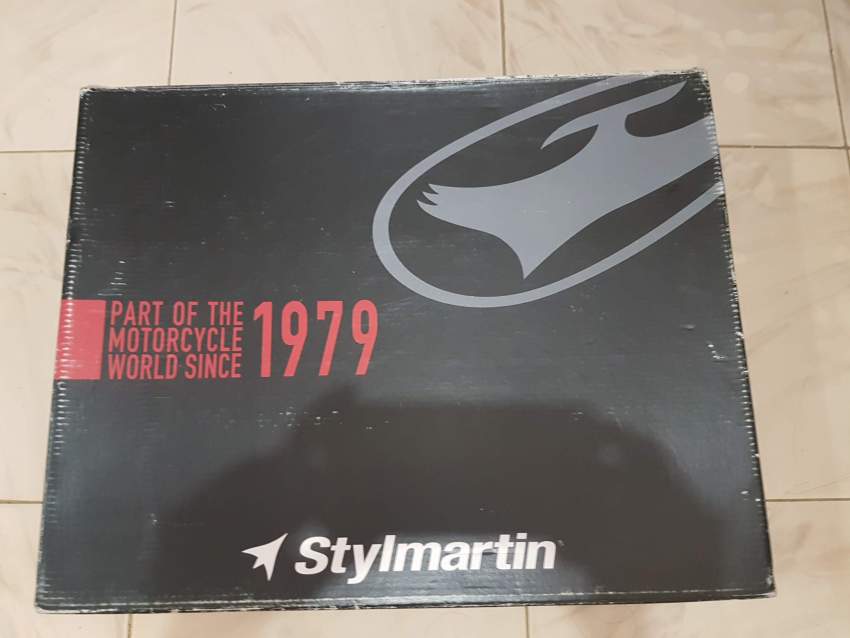 PART OF THE
MOTORCYCLE
WORLD SINCE
1979
Stylmartin